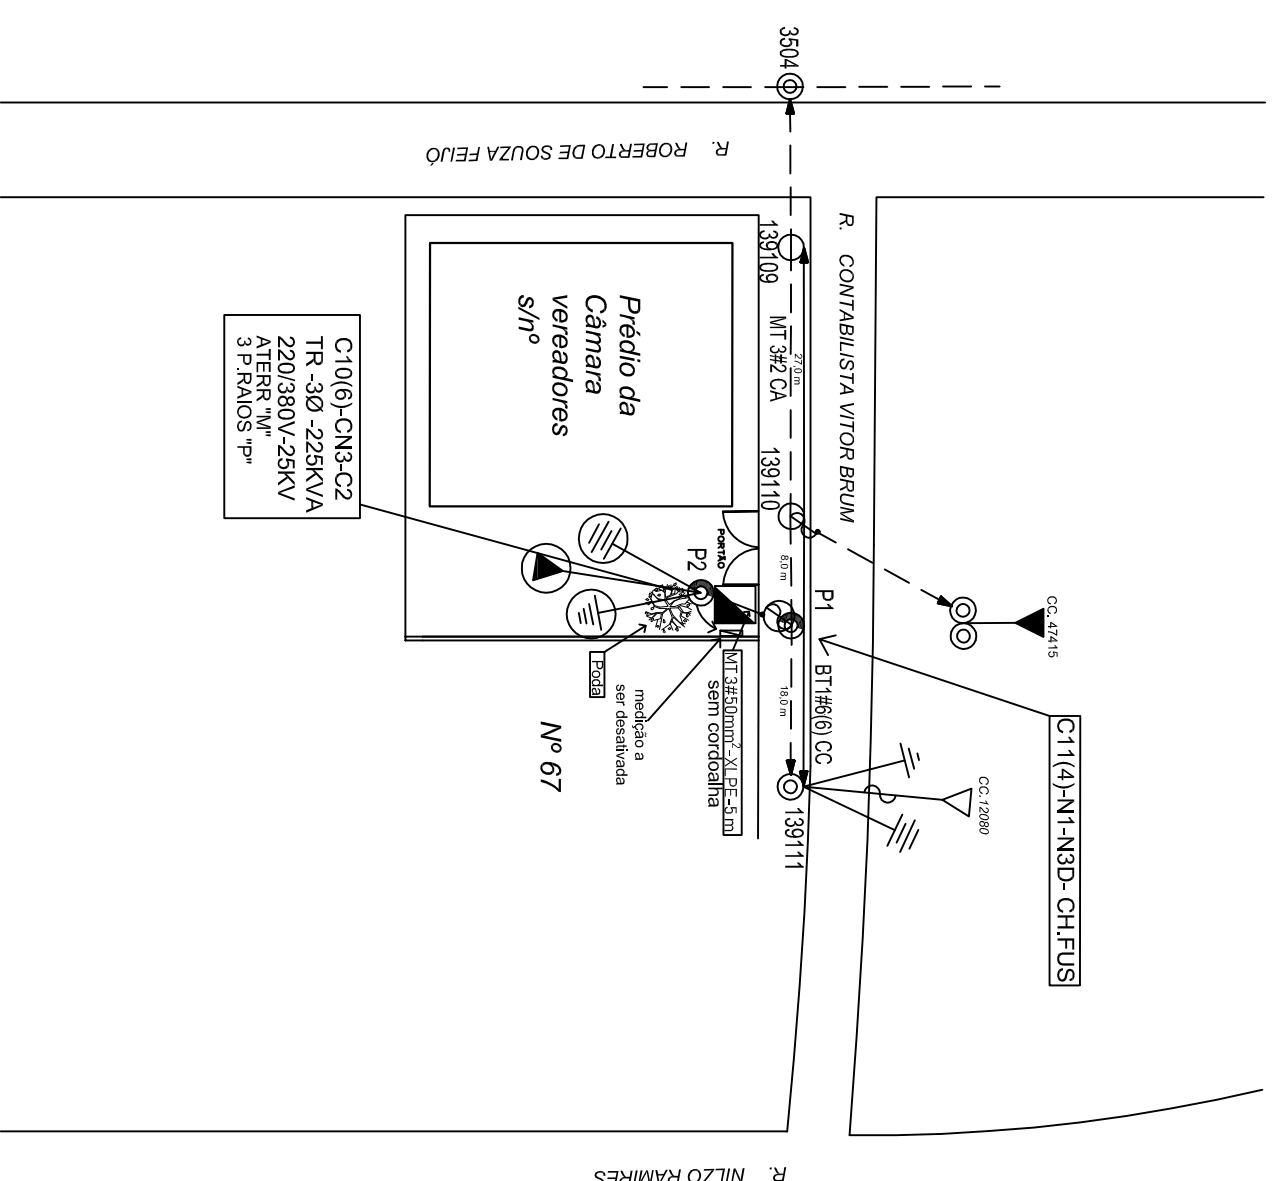 3504
R. ROBERTO DE SOUZA FEIJÓ
R. CONTABILISTA VITOR BRUM
139109
MT 3#2 CA
27,0 m
139110
Prédio da
Câmara
vereadores
s/nº
C10(6)-CN3-C2
TR -3Ø -225KVA
220/380V-25KV
ATERR "M"
3 P.RAIOS "P"
PORTÃO
P2
8,0 m
P1
CC. 47415
BT1#6(6) CC
18,0 m
MT3#50mm²-XLPE-5 m
sem cordoalha
medição a
ser desativada
Poda
Nº 67
139111
CC.12080
C11(4)-N1-N3D- CH.FUS
R. NILZO RAMIRES